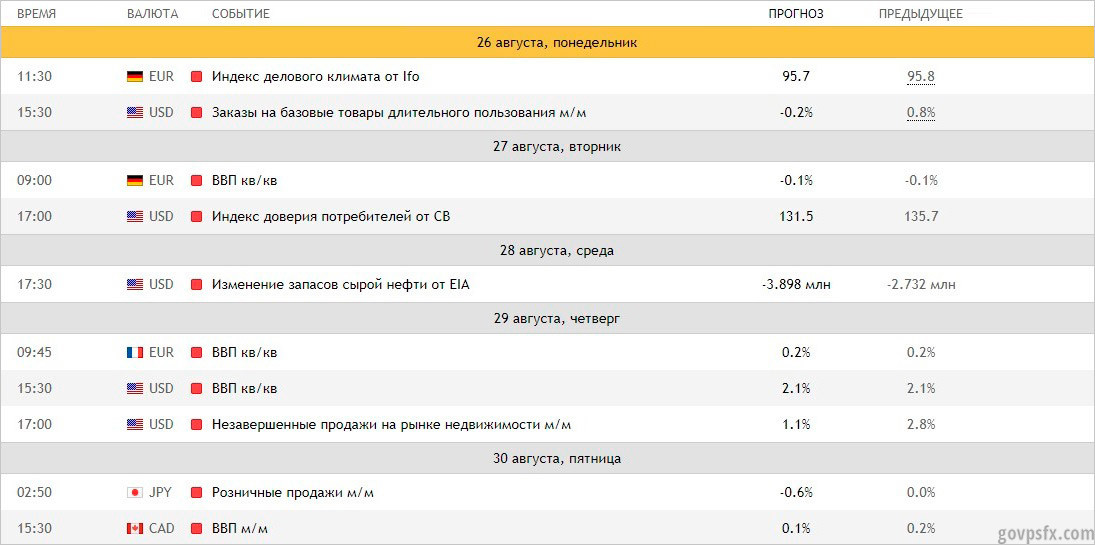 ВРЕМЯ ВАЛЮТА СОБЫТИЕ ПРОГНОЗ ПРЕДЫДУЩЕЕ
26 августа, понедельник
11:30 EUR Индекс делового климата от Ifo 95.7 95.8
15:30 USD Заказы на базовые товары длительного пользования м/м -0.2% 0.8%
27 августа, вторник
09:00 EUR ВВП кв/кв -0.1% -0.1%
17:00 USD Индекс доверия потребителей от CB 131.5 135.7
28 августа, среда
17:30 USD Изменение запасов сырой нефти от EIA -3.898 млн -2.732 млн
29 августа, четверг
09:45 EUR ВВП кв/кв 0.2% 0.2%
15:30 USD ВВП кв/кв 2.1% 2.1%
17:00 USD Незавершенные продажи на рынке недвижимости м/м 1.1% 2.8%
30 августа, пятница
02:50 JPY Розничные продажи м/м -0.6% 0.0%
15:30 CAD ВВП м/м 0.1% 0.2%
govpsfx.com